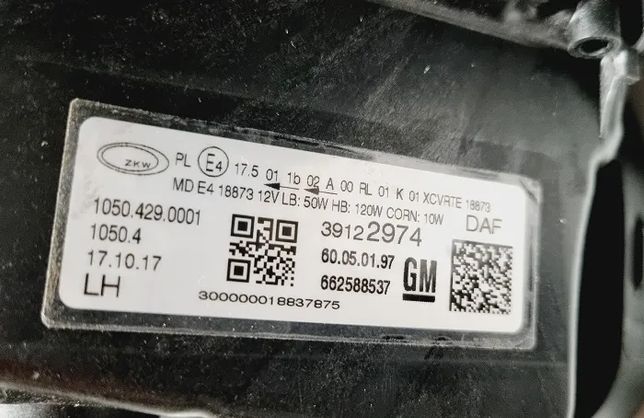 ZKW PL E4 17.5 01 1b 02 A 00 RL 01 K 01 XCVRTE 18873
MD E4 18873 12V LB: 50W HB: 120W CORN: 10W
1050.429.0001 39122974 DAF
1050.4 60.05.01.97
17.10.17 662588537 GM
LH
300000018837875